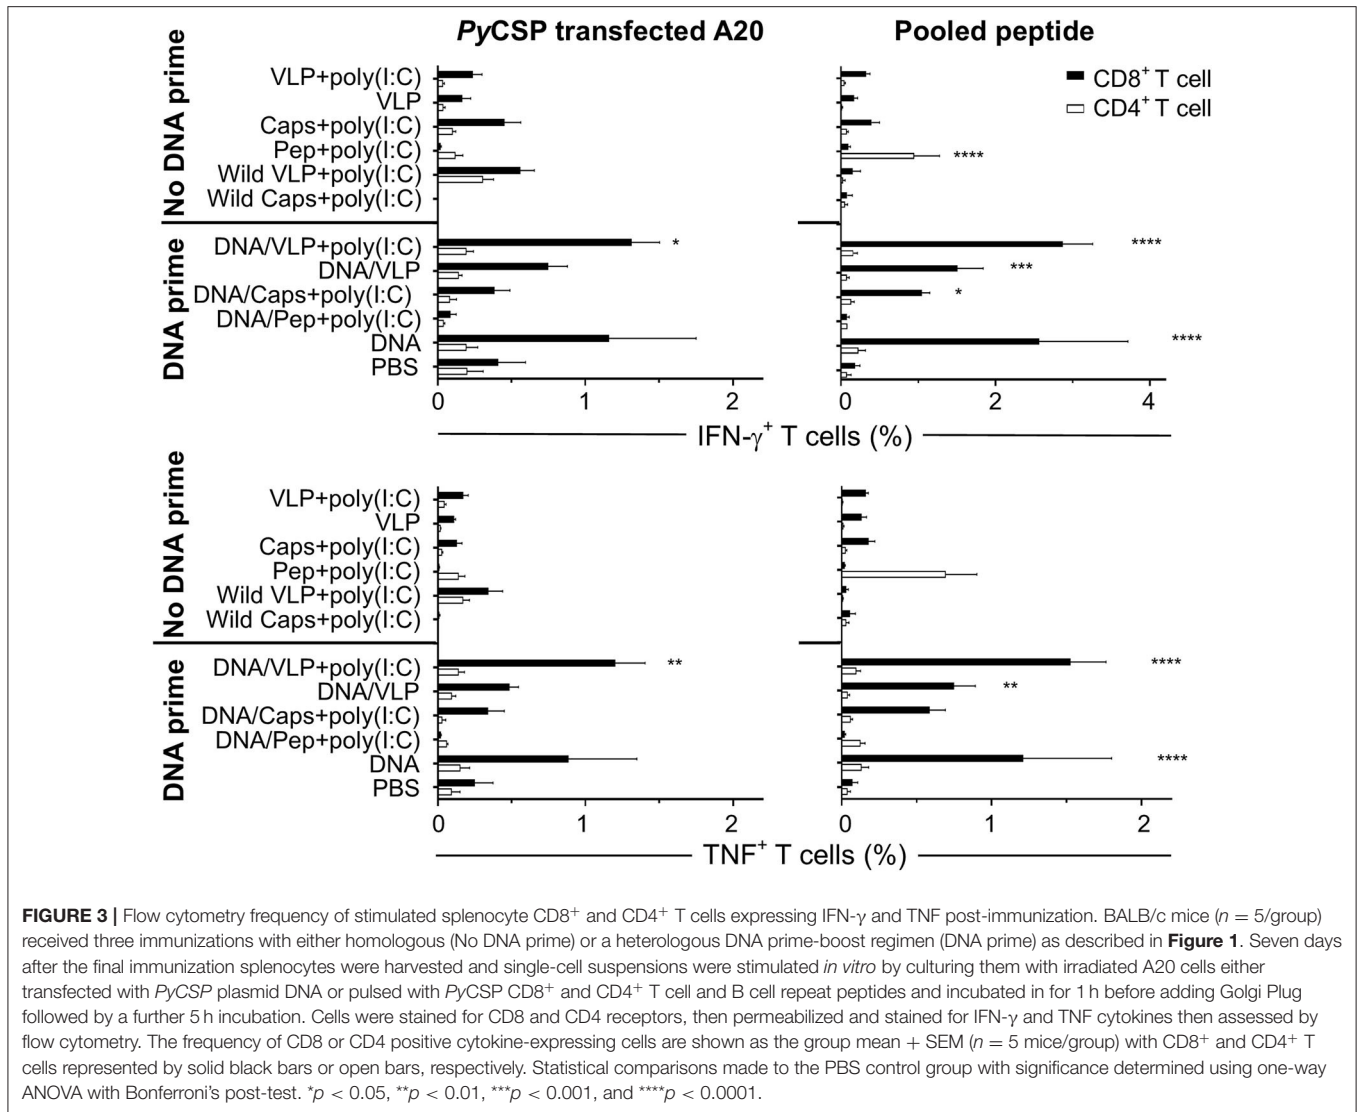 PyCSP transfected A20
Pooled peptide
No DNA prime
VLP+poly(I:C)
VLP
Caps+poly(I:C)
Pep+poly(I:C)
Wild VLP+poly(I:C)
Wild Caps+poly(I:C)
CD8+ T cell
CD4+ T cell
****
DNA prime
DNA/VLP+poly(I:C)
DNA/VLP
DNA/Caps+poly(I:C)
DNA/Pep+poly(I:C)
DNA
PBS
*
****
***
*
****
0 1 2
0 2 4
IFN-γ+ T cells (%)
No DNA prime
VLP+poly(I:C)
VLP
Caps+poly(I:C)
Pep+poly(I:C)
Wild VLP+poly(I:C)
Wild Caps+poly(I:C)
DNA prime
DNA/VLP+poly(I:C)
DNA/VLP
DNA/Caps+poly(I:C)
DNA/Pep+poly(I:C)
DNA
PBS
**
****
**
****
0 1 2
0 1 2
TNF+ T cells (%)
FIGURE 3 | Flow cytometry frequency of stimulated splenocyte CD8+ and CD4+ T cells expressing IFN-γ and TNF post-immunization. BALB/c mice (n = 5/group)
received three immunizations with either homologous (No DNA prime) or a heterologous DNA prime-boost regimen (DNA prime) as described in Figure 1. Seven days
after the final immunization splenocytes were harvested and single-cell suspensions were stimulated in vitro by culturing them with irradiated A20 cells either
transfected with PyCSP plasmid DNA or pulsed with PyCSP CD8+ and CD4+ T cell and B cell repeat peptides and incubated in for 1 h before adding Golgi Plug
followed by a further 5 h incubation. Cells were stained for CD8 and CD4 receptors, then permeabilized and stained for IFN-γ and TNF cytokines then assessed by
flow cytometry. The frequency of CD8 or CD4 positive cytokine-expressing cells are shown as the group mean + SEM (n = 5 mice/group) with CD8+ and CD4+ T
cells represented by solid black bars or open bars, respectively. Statistical comparisons made to the PBS control group with significance determined using one-way
ANOVA with Bonferroni's post-test. *p < 0.05, **p < 0.01, ***p < 0.001, and ****p < 0.0001.